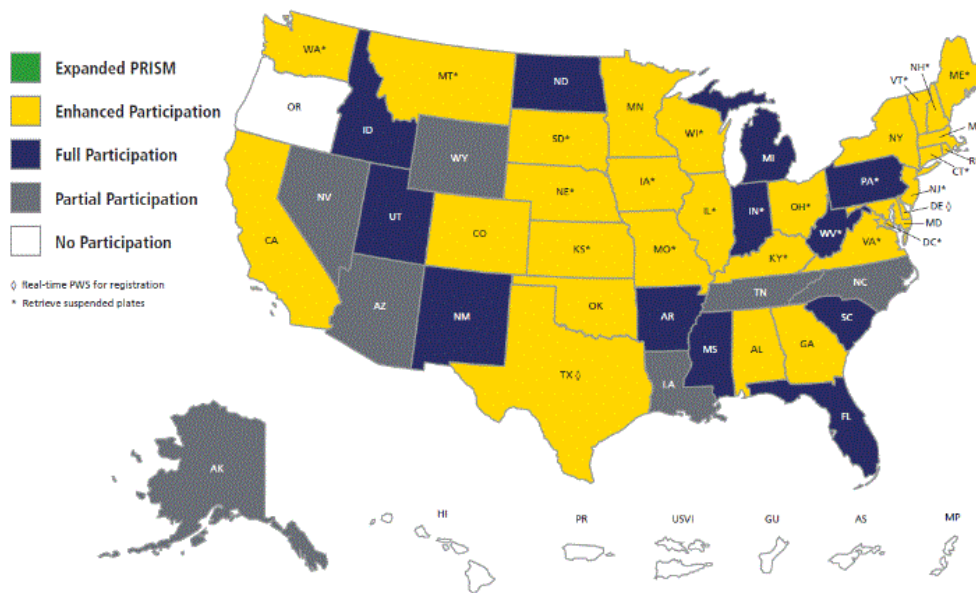 Expanded PRISM
Enhanced Participation
Full Participation
Partial Participation
No Participation
◊ Real-time PWS for registration
* Retrieve suspended plates
WA*
OR
CA
NV
ID
MT*
WY
UT
AZ
CO
NM
ND
SD*
NE*
KS*
OK
TX ◊
MN
IA*
MO*
AR
LA
WI*
IL*
MI
IN*
OH*
KY*
TN
MS
AL
GA
FL
SC
NC
VA*
WV*
PA*
NY
VT*
NH*
ME*
M
R
CT*
NJ*
DE ◊
MD
DC*
AK
HI
PR
USVI
GU
AS
MP